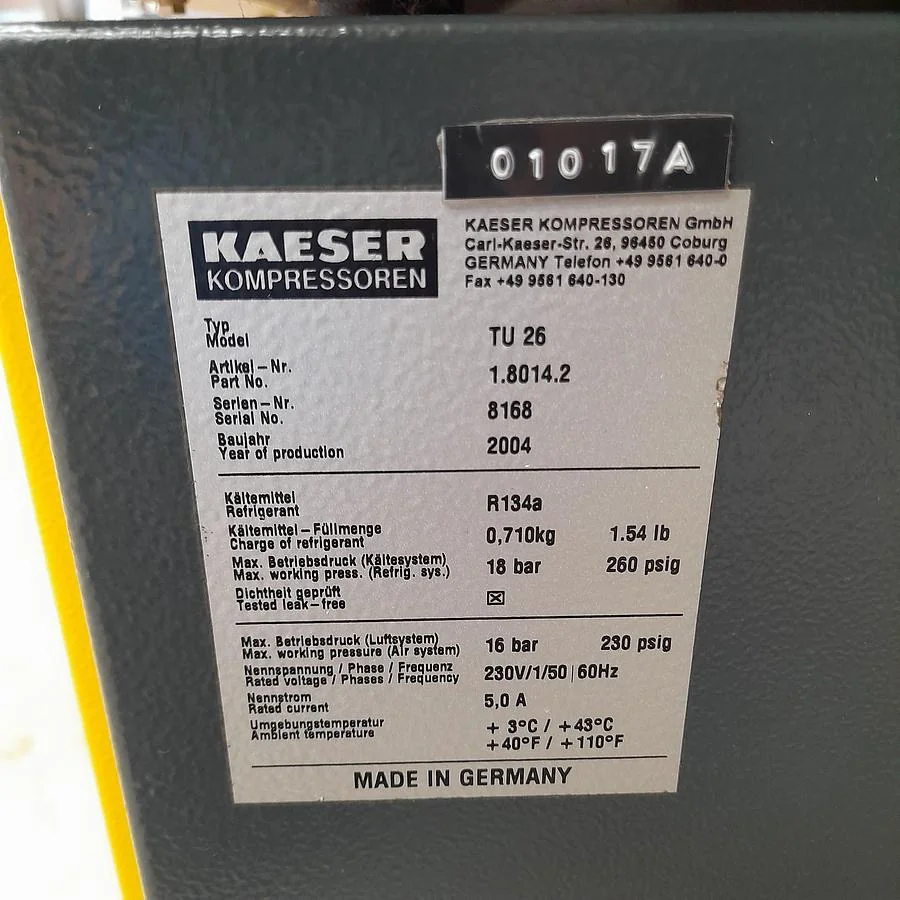 01017A
KAESER
KOMPRESSOREN
KAESER KOMPRESSOREN GmbH
Carl-Kaeser-Str. 26, 96450 Coburg
GERMANY Telefon +49 9561 640-0
Fax +49 9561 640-130
Typ
Model TU 26
Artikel-Nr.
Part No. 1.8014.2
Serien-Nr.
Serial No. 8168
Baujahr
Year of production 2004
Kältemittel
Refrigerant R134a
Kältemittel-Füllmenge
Charge of refrigerant 0,710kg 1.54 lb
Max. Betriebsdruck (Kältesystem)
Max. working press. (Refrig. sys.) 18 bar 260 psig
Dichtheit geprüft
Tested leak-free ☒
Max. Betriebsdruck (Luftsystem)
Max. working pressure (Air system) 16 bar 230 psig
Nennspannung / Phase / Frequenz
Rated voltage / Phases / Frequency 230V/1/50|60Hz
Nennstrom
Rated current 5,0 A
Umgebungstemperatur
Ambient temperature + 3°C / +43°C
+40°F / +110°F
MADE IN GERMANY